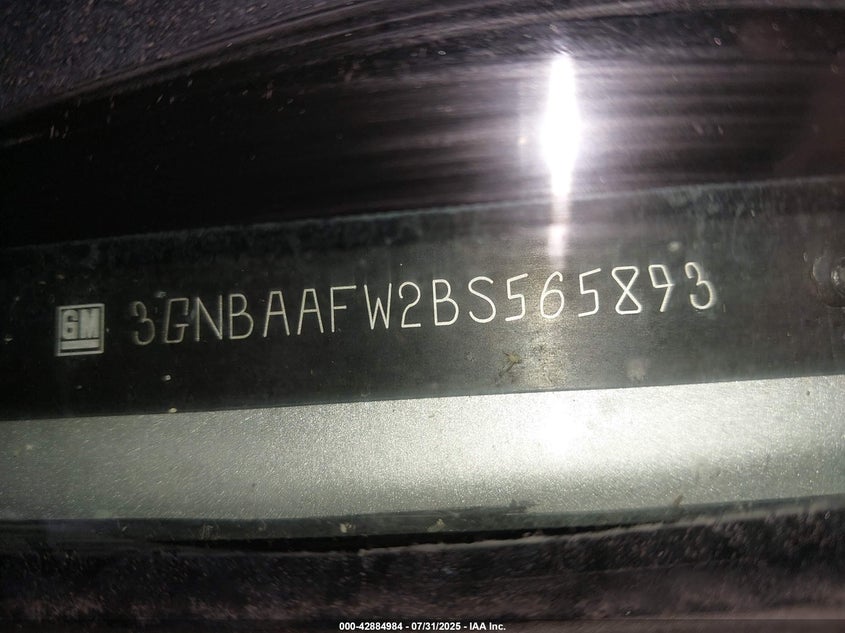 GM 3GNBAAFW2BS565893
000-42884984 - 07/31/2025 - IAA Inc.